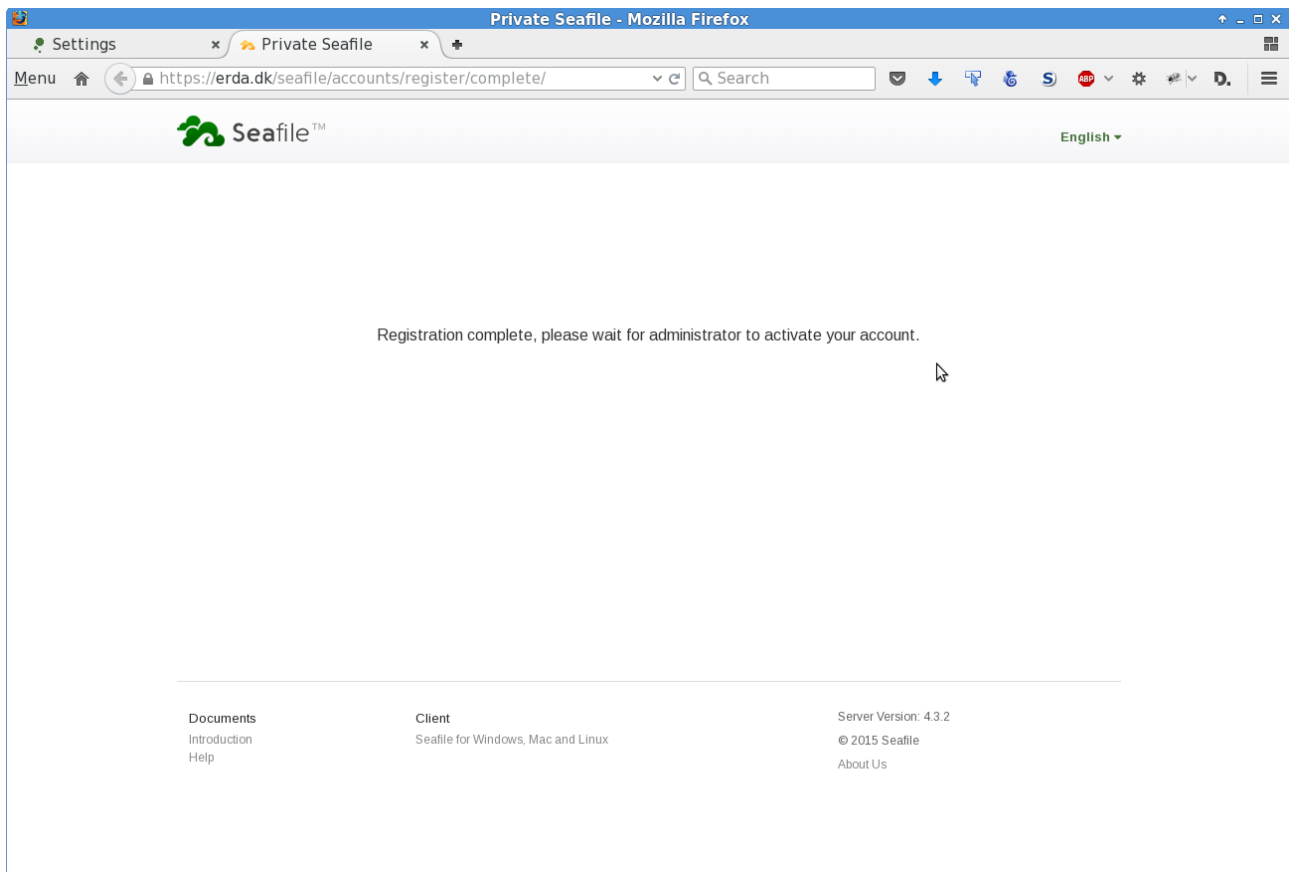 Private Seafile - Mozilla Firefox
Settings
Private Seafile
Menu
https://erda.dk/seafile/accounts/register/complete/
Search
S)
ABP
D.
Seafile™
English
Registration complete, please wait for administrator to activate your account.
Documents
Introduction
Help
Client
Seafile for Windows, Mac and Linux
Server Version: 4.3.2
© 2015 Seafile
About Us